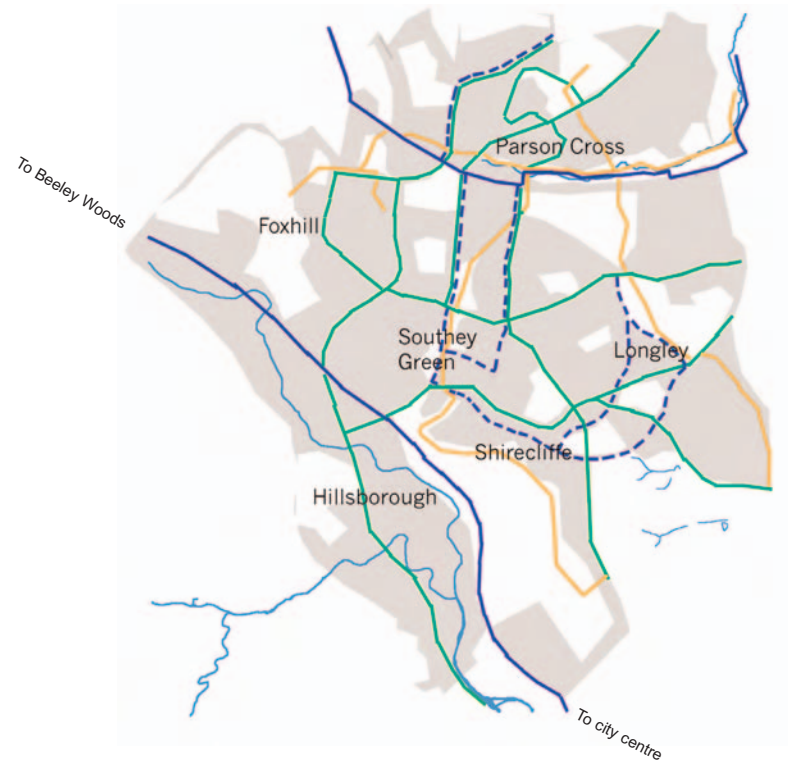 Parson Cross
To Beeley Woods
Foxhill
Southey
Green
Longley
Shirecliffe
Hillsborough
To city centre